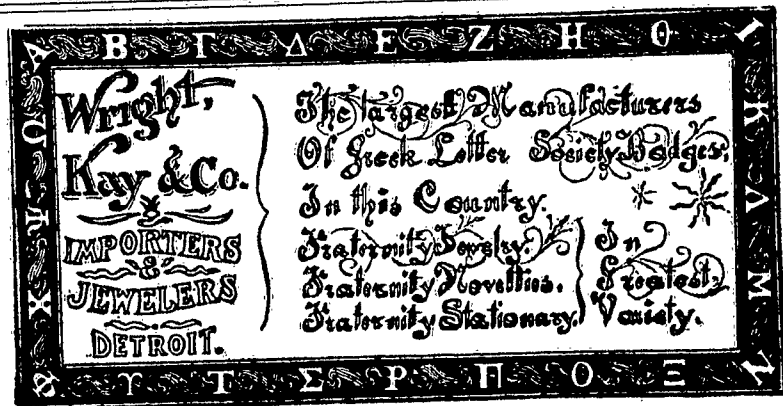 Α Β Γ Δ Ε Ζ Η Θ Ι
Κ Λ Μ Ν
Ξ Ο Π Ρ Σ Τ Υ Φ
Χ Ψ Ω
Wright,
Kay & Co.
IMPORTERS
&
JEWELERS
DETROIT.
The largest Manufacturers
Of Greek Letter Society Badges,
In this Country.
Fraternity Jewelry.
Fraternity Novelties.
Fraternity Stationary.
In
Greatest
Variety.